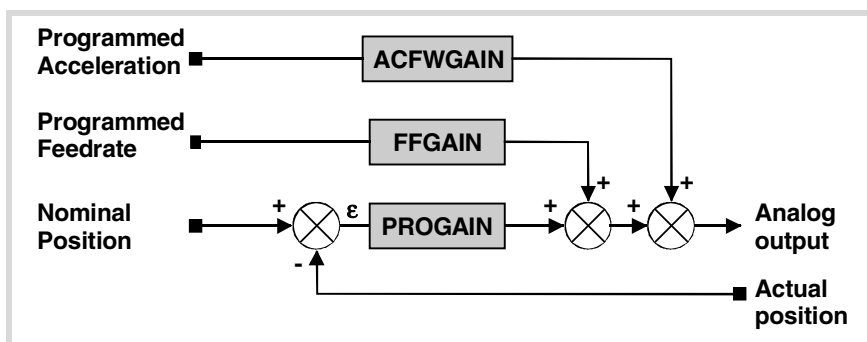 Programmed
Acceleration
ACFWGAIN
Programmed
Feedrate
FFGAIN
+
+
Nominal
Position
+
ε
PROGAIN
+
+
Analog
output
-
Actual
position